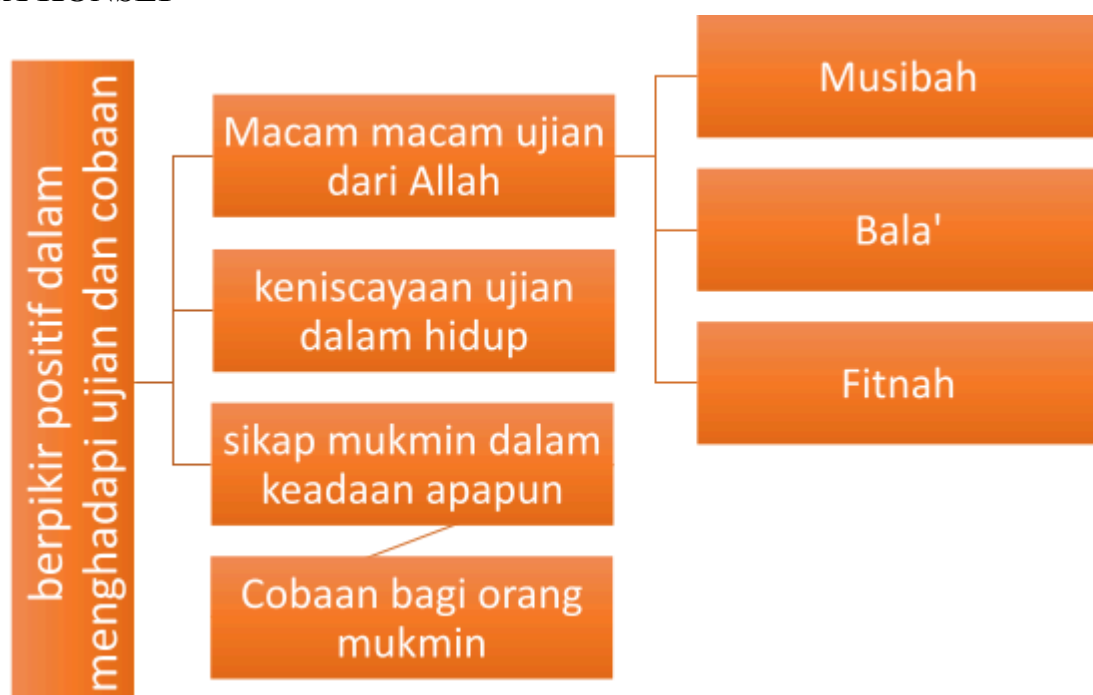 berpikir positif dalam
menghadapi ujian dan cobaan
Macam macam ujian
dari Allah
Musibah
Bala'
Fitnah
keniscayaan ujian
dalam hidup
sikap mukmin dalam
keadaan apapun
Cobaan bagi orang
mukmin